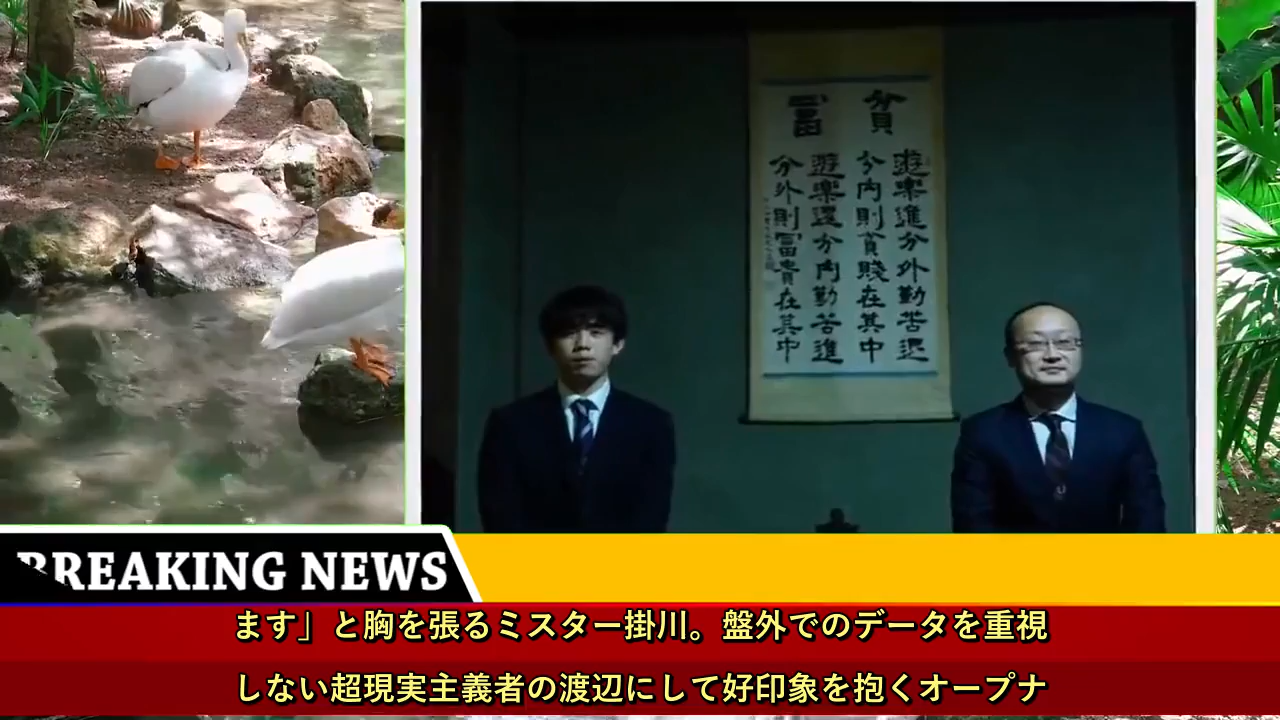 貧
遊樂進分外勤苦退
分内則貧賤在其中
富
遊樂退分内勤苦進
分外則富貴在其中
BREAKING NEWS
ます」と胸を張るミスター掛川。盤外でのデータを重視
しない超現実主義者の渡辺にして好印象を抱くオープナ